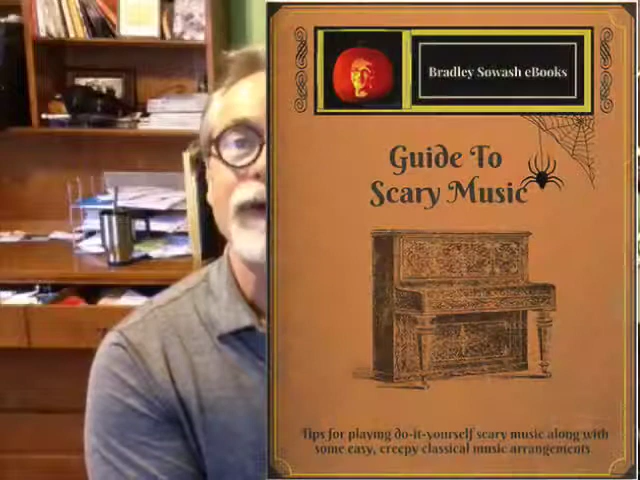 Bradley Sowash eBooks
Guide To
Scary Music
Tips for playing do-it-yourself scary music along with
some easy, creepy classical music arrangements